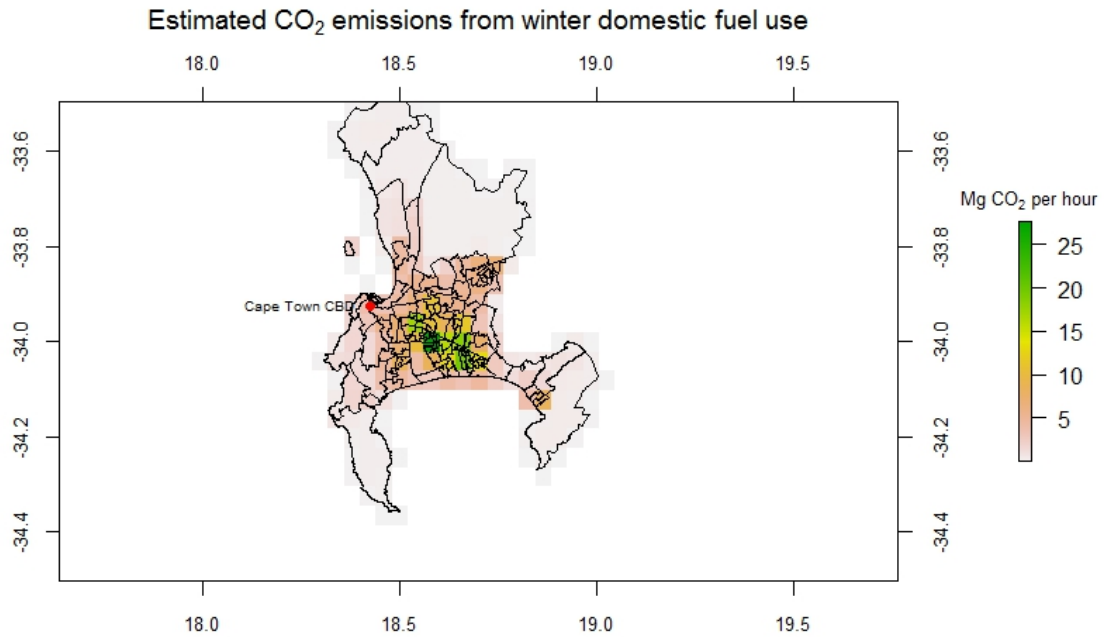 Estimated CO₂ emissions from winter domestic fuel use
18.0 18.5 19.0 19.5
-33.6 -33.6
Mg CO₂ per hour
-33.8 -33.8
25
20
Cape Town CBD
15
-34.0 -34.0
10
5
-34.2 -34.2
-34.4 -34.4
18.0 18.5 19.0 19.5